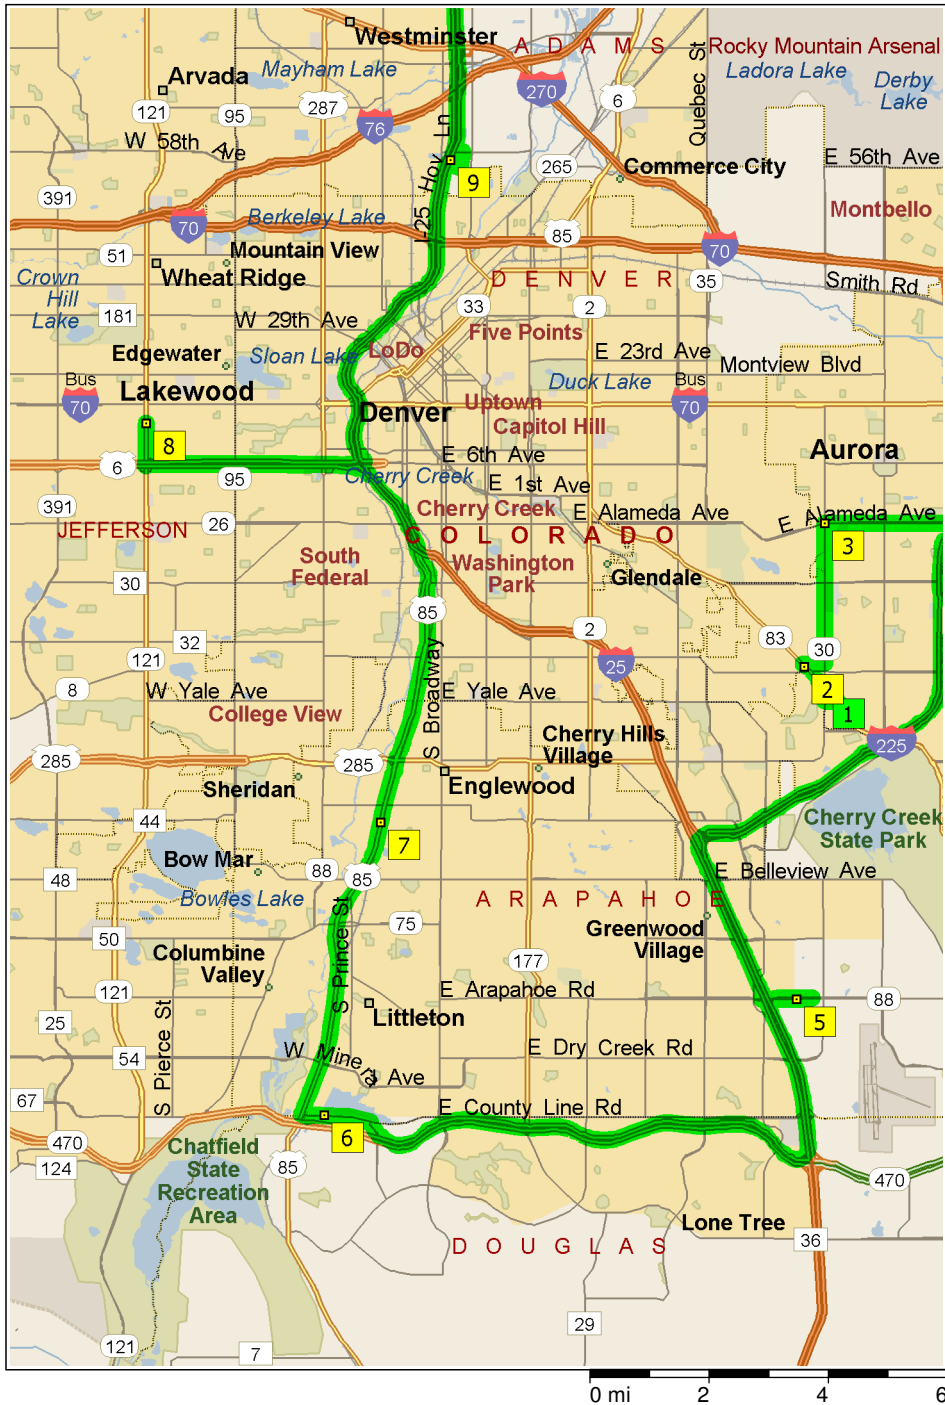 Westminster
A D A M S
Quebec St
Rocky Mountain Arsenal
Arvada
Mayham Lake
Ladora Lake
Derby
Lake
270
287
6
121
95
76
W 58th Ave
I-25 Hov Ln
E 56th Ave
265
Commerce City
9
391
Montbello
Berkeley Lake
70
85
70
51
Mountain View
Wheat Ridge
Crown
Hill
Lake
D E N V E R
35
Smith Rd
181
W 29th Ave
33
2
Five Points
Edgewater
Sloan Lake
LoDo
E 23rd Ave
Montview Blvd
Bus
70
Lakewood
Duck Lake
Bus
70
Denver
Uptown
Capitol Hill
8
E 6th Ave
Aurora
6
95
Cherry Creek
E 1st Ave
391
26
Cherry Creek
E Alameda Ave
E Alameda Ave
JEFFERSON
C O L O R A D O
3
South
Federal
Washington
Park
Glendale
30
85
2
83
30
32
121
25
8
W Yale Ave
S Broadway
E Yale Ave
2
1
College View
225
Cherry Hills
Village
285
285
Sheridan
Englewood
44
Cherry Creek
State Park
7
Bow Mar
88
85
E Belleview Ave
48
Bowles Lake
A R A P A H O E
S Prince St
75
Greenwood
Village
50
Columbine
Valley
177
121
E Arapahoe Rd
88
25
S Pierce St
Littleton
5
54
W Mineral Ave
E Dry Creek Rd
67
E County Line Rd
6
470
124
Chatfield
State
Recreation
Area
85
470
Lone Tree
36
D O U G L A S
29
121
7
0 mi
2
4
6